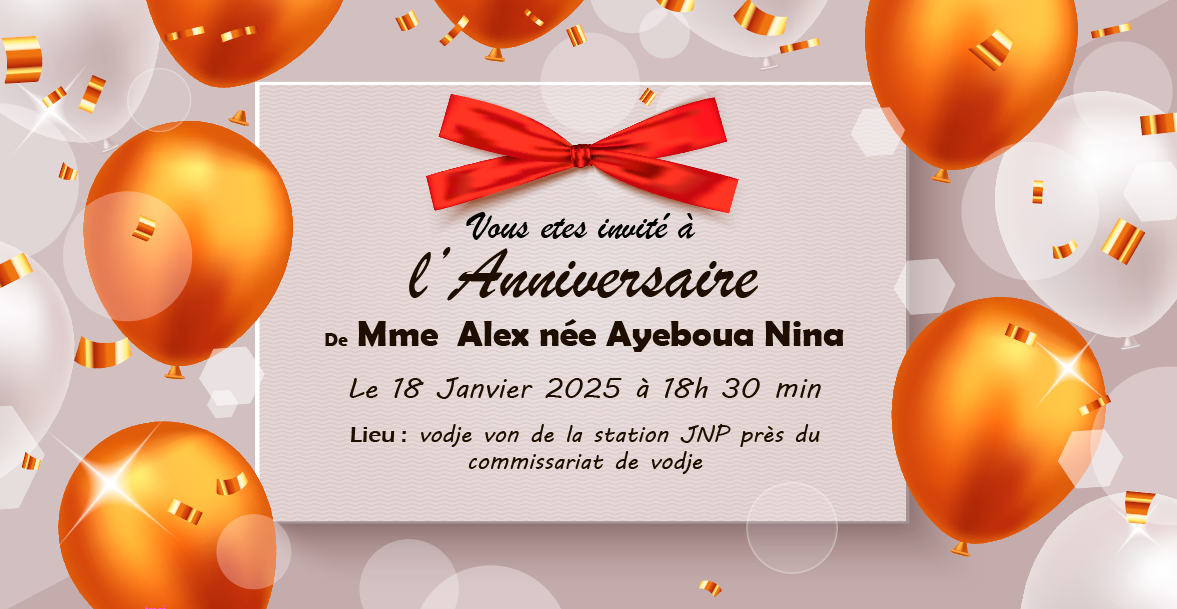 Vous etes invité à
l'Anniversaire
De Mme Alex née Ayeboua Nina
Le 18 Janvier 2025 à 18h 30 min
Lieu : vodje von de la station JNP près du
commissariat de vodje